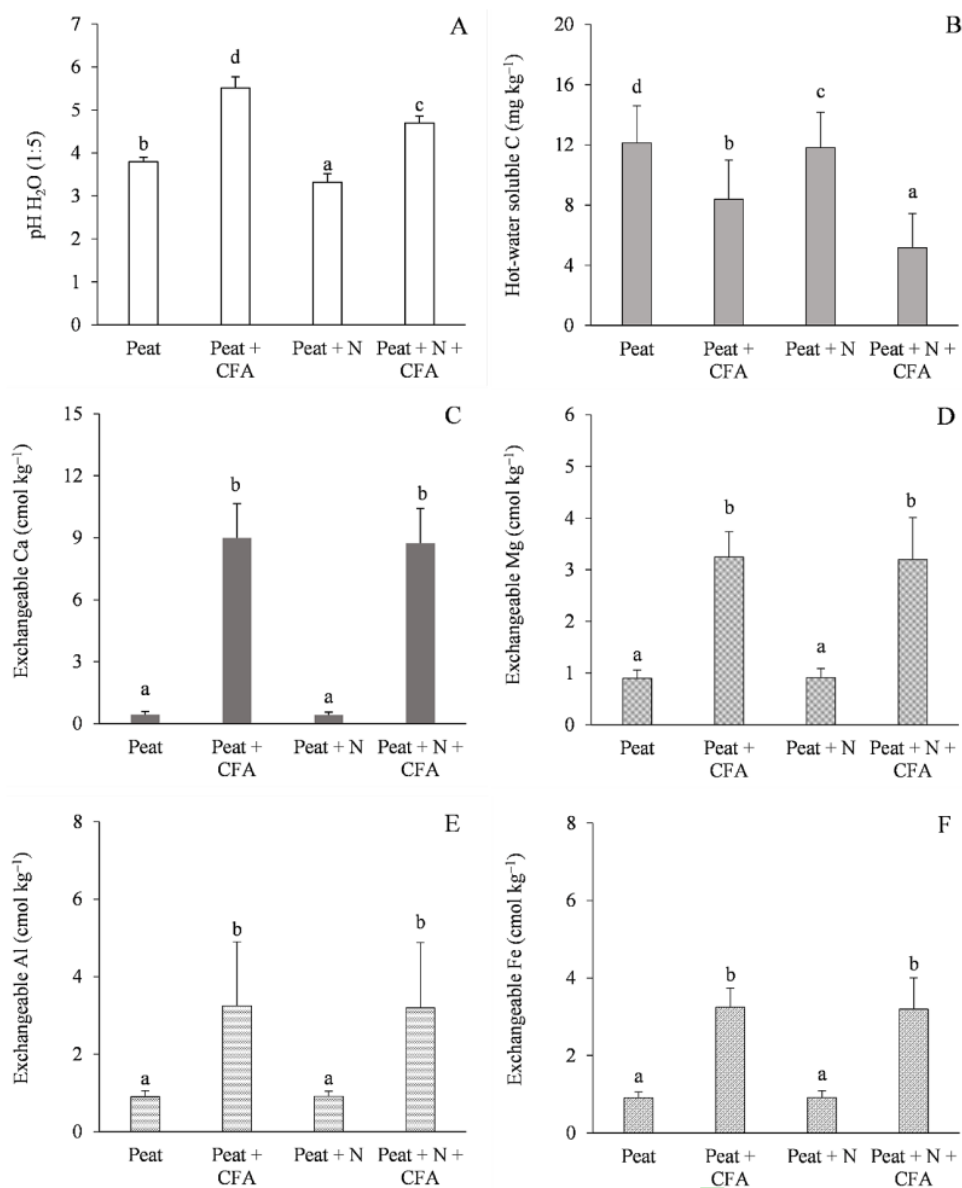 A
pH H₂O (1:5)
7
6
5
4
3
2
1
0
b
d
a
c
Peat
Peat +
CFA
Peat + N
Peat + N +
CFA
B
Hot-water soluble C (mg kg⁻¹)
20
16
12
8
4
0
d
b
c
a
Peat
Peat +
CFA
Peat + N
Peat + N +
CFA
C
Exchangeable Ca (cmol kg⁻¹)
15
12
9
6
3
0
a
b
a
b
Peat
Peat +
CFA
Peat + N
Peat + N +
CFA
D
Exchangeable Mg (cmol kg⁻¹)
6
5
4
3
2
1
0
a
b
a
b
Peat
Peat +
CFA
Peat + N
Peat + N +
CFA
E
Exchangeable Al (cmol kg⁻¹)
8
6
4
2
0
a
b
a
b
Peat
Peat +
CFA
Peat + N
Peat + N +
CFA
F
Exchangeable Fe (cmol kg⁻¹)
8
6
4
2
0
a
b
a
b
Peat
Peat +
CFA
Peat + N
Peat + N +
CFA